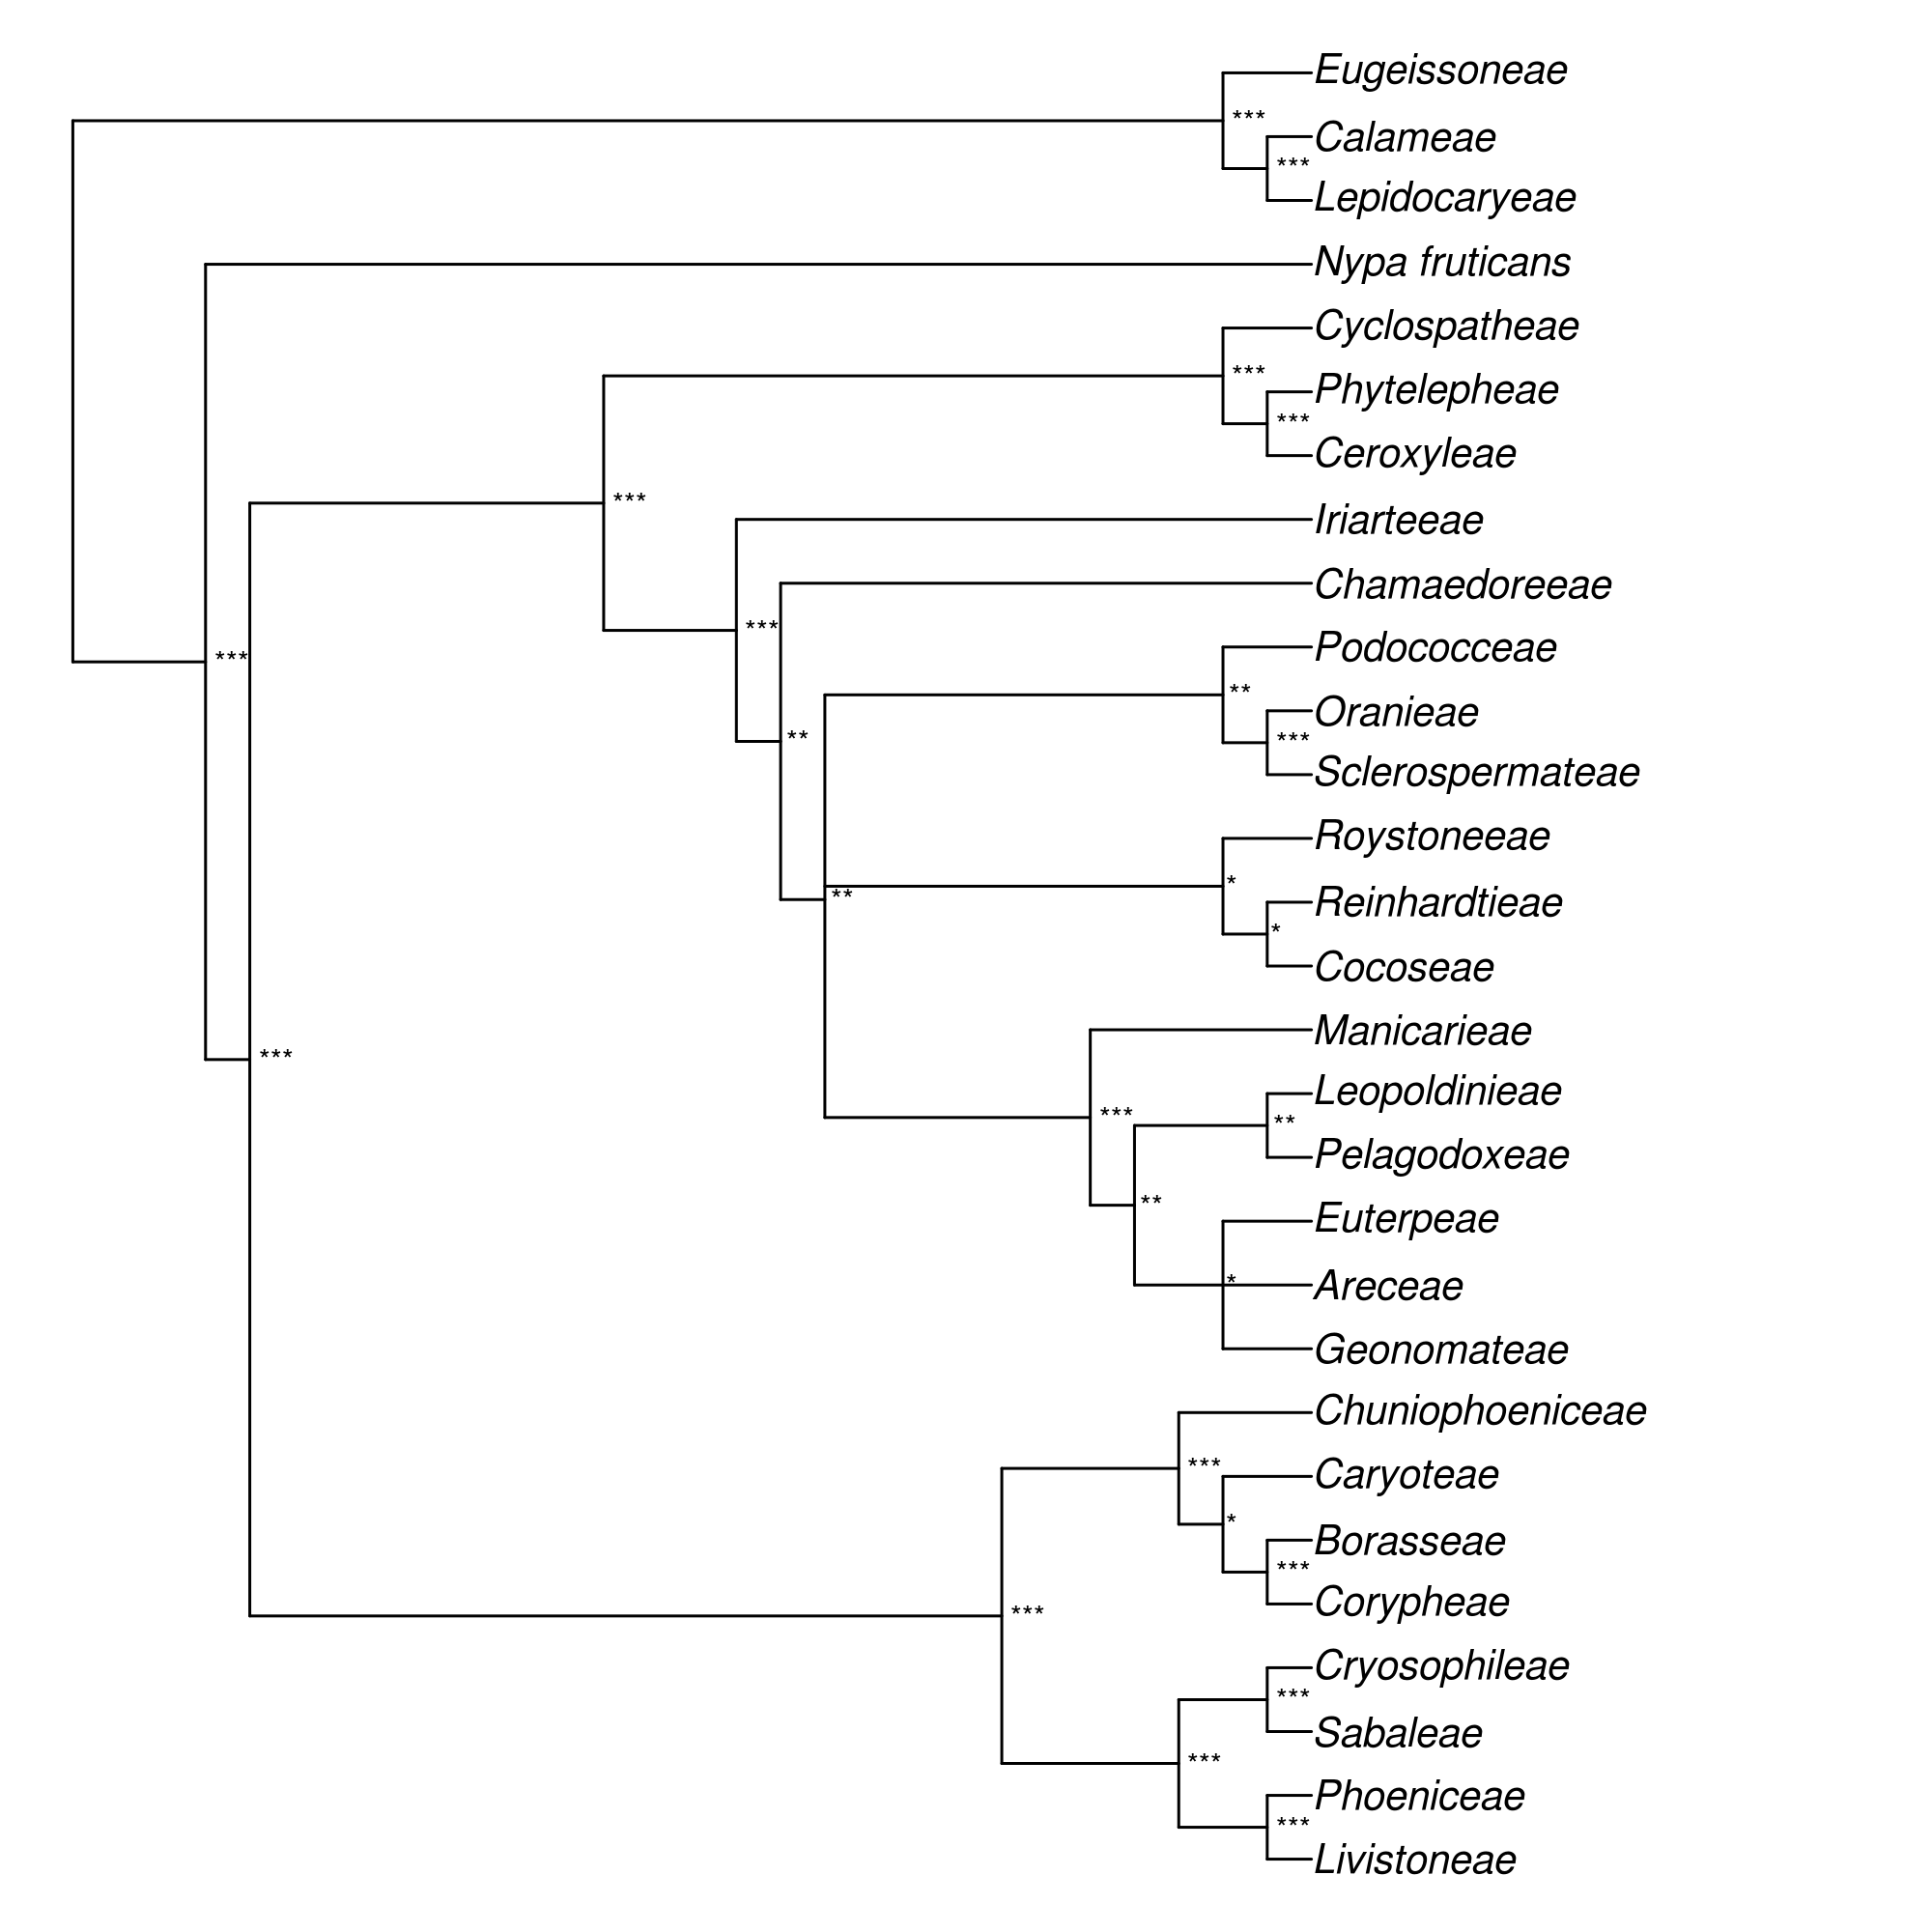 Eugeissoneae
***
Calameae
***
Lepidocaryeae
Nypa fruticans
Cyclospatheae
***
Phytelepheae
***
Ceroxyleae
***
Iriarteeae
Chamaedoreeae
***
Podococceae
***
**
Oranieae
**
***
Sclerospermateae
Roystoneeae
*
**
Reinhardtieae
*
Cocoseae
Manicarieae
***
Leopoldinieae
***
**
Pelagodoxeae
**
Euterpeae
*
Areceae
Geonomateae
Chuniophoeniceae
***
Caryoteae
*
Borasseae
***
Corypheae
***
Cryosophileae
***
Sabaleae
***
Phoeniceae
***
Livistoneae